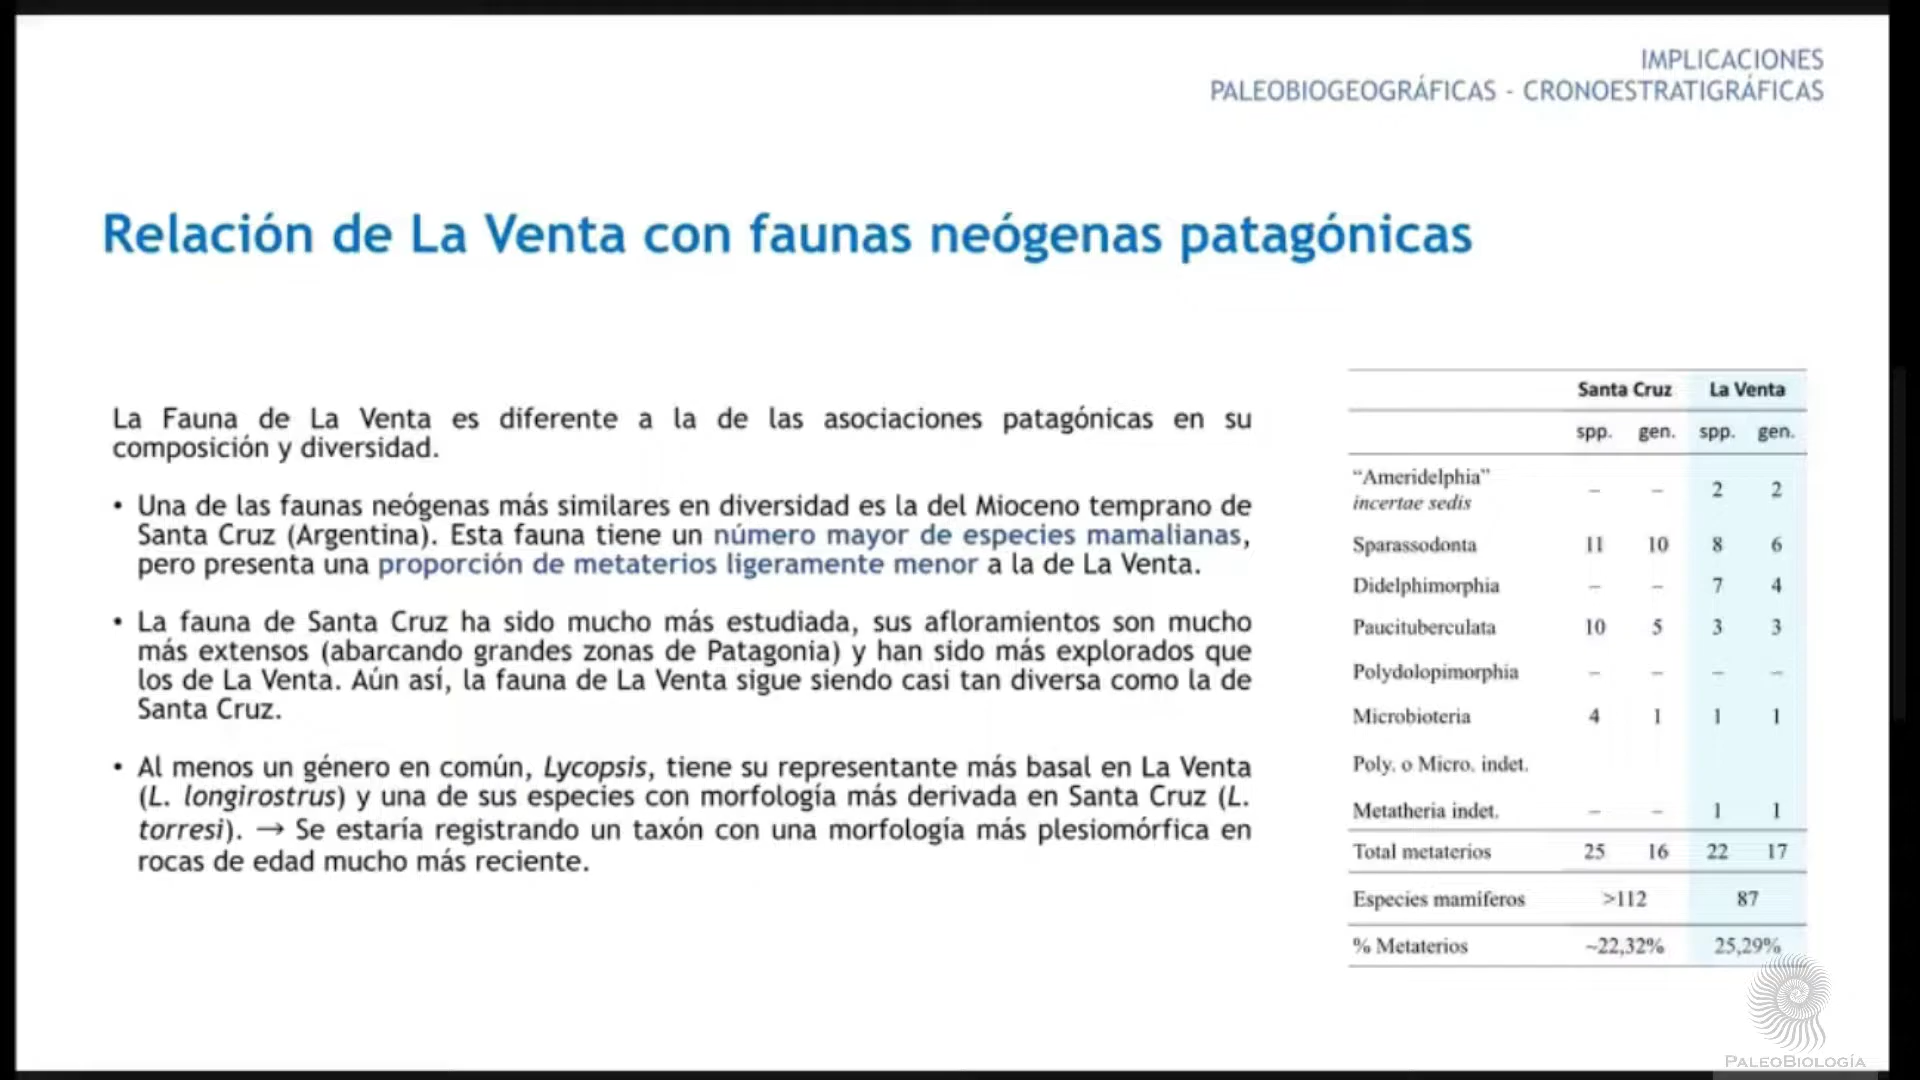 IMPLICACIONES
PALEOBIOGEOGRÁFICAS - CRONOESTRATIGRÁFICAS
Relación de La Venta con faunas neógenas patagónicas
La Fauna de La Venta es diferente a la de las asociaciones patagónicas en su
composición y diversidad.
• Una de las faunas neógenas más similares en diversidad es la del Mioceno temprano de
Santa Cruz (Argentina). Esta fauna tiene un número mayor de especies mamalianas,
pero presenta una proporción de metaterios ligeramente menor a la de La Venta.
• La fauna de Santa Cruz ha sido mucho más estudiada, sus afloramientos son mucho
más extensos (abarcando grandes zonas de Patagonia) y han sido más explorados que
los de La Venta. Aún así, la fauna de La Venta sigue siendo casi tan diversa como la de
Santa Cruz.
• Al menos un género en común, Lycopsis, tiene su representante más basal en La Venta
(L. longirostrus) y una de sus especies con morfología más derivada en Santa Cruz (L.
torresi). → Se estaría registrando un taxón con una morfología más plesiomórfica en
rocas de edad mucho más reciente.
Santa Cruz La Venta
spp. gen. spp. gen.
“Ameridelphia”
incertae sedis – – 2 2
Sparassodonta 11 10 8 6
Didelphimorphia – – 7 4
Paucituberculata 10 5 3 3
Polydolopimorphia – – – –
Microbioteria 4 1 1 1
Poly. o Micro. indet.
Metatheria indet. – – 1 1
Total metaterios 25 16 22 17
Especies mamíferos >112 87
% Metaterios ~22,32% 25,29%
PALEOBIOLOGÍA